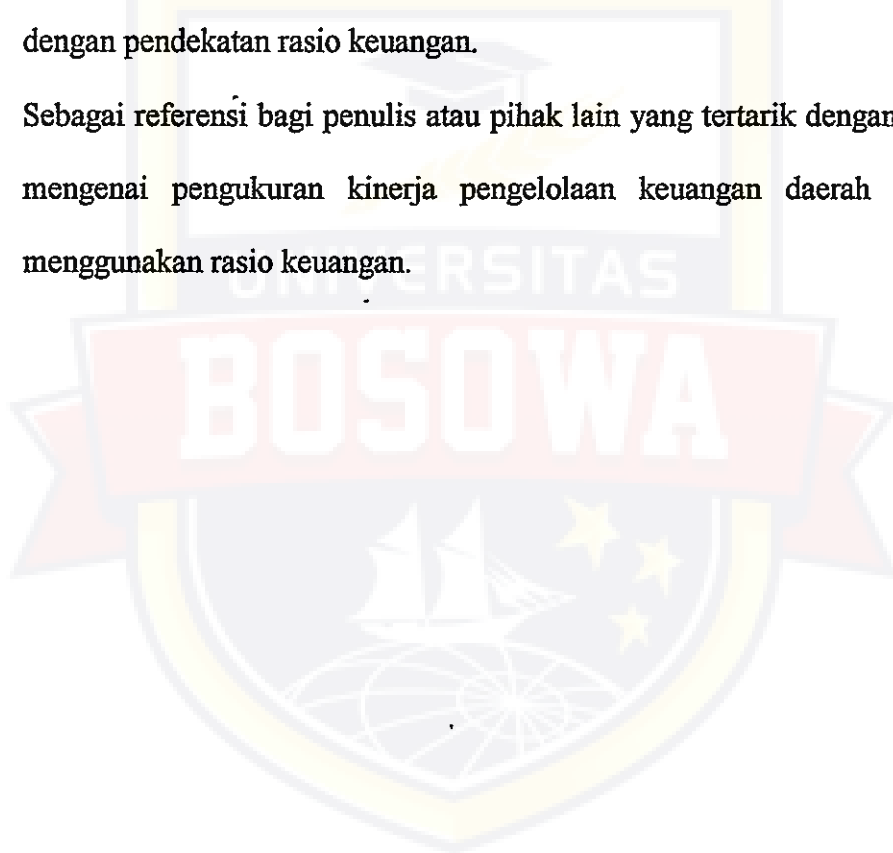 dengan pendekatan rasio keuangan.
Sebagai referensi bagi penulis atau pihak lain yang tertarik dengan
mengenai pengukuran kinerja pengelolaan keuangan daerah
menggunakan rasio keuangan.
UNIVERSITAS
BOSOWA